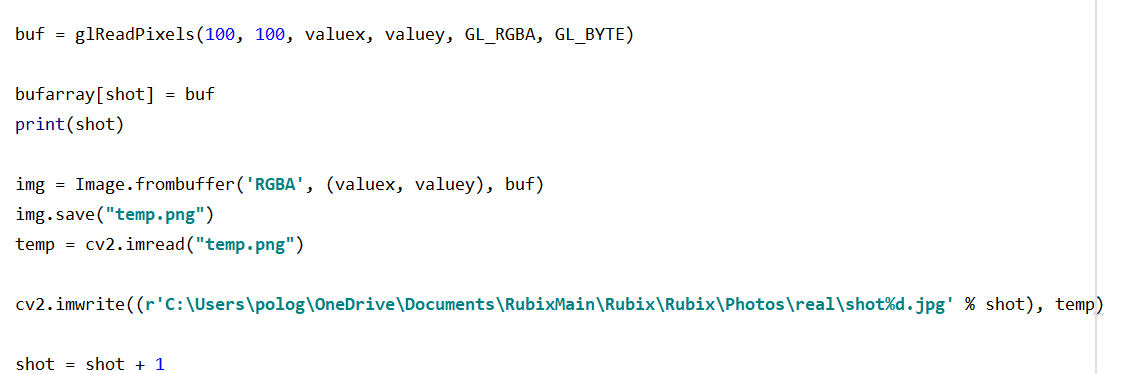 buf = glReadPixels(100, 100, valuex, valuey, GL_RGBA, GL_BYTE)
bufarray[shot] = buf
print(shot)
img = Image.frombuffer('RGBA', (valuex, valuey), buf)
img.save("temp.png")
temp = cv2.imread("temp.png")
cv2.imwrite((r'C:\Users\polog\OneDrive\Documents\RubixMain\Rubix\Rubix\Photos\real\shot%d.jpg' % shot), temp)
shot = shot + 1